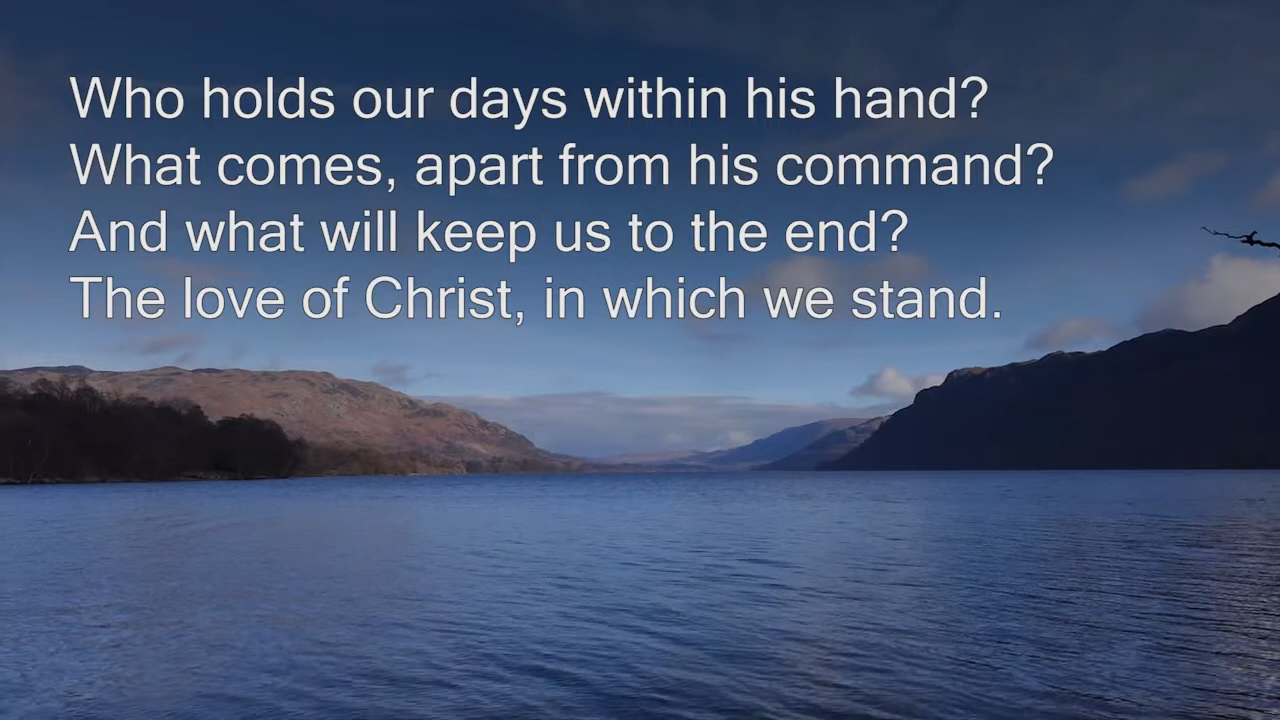 Who holds our days within his hand?
What comes, apart from his command?
And what will keep us to the end?
The love of Christ, in which we stand.